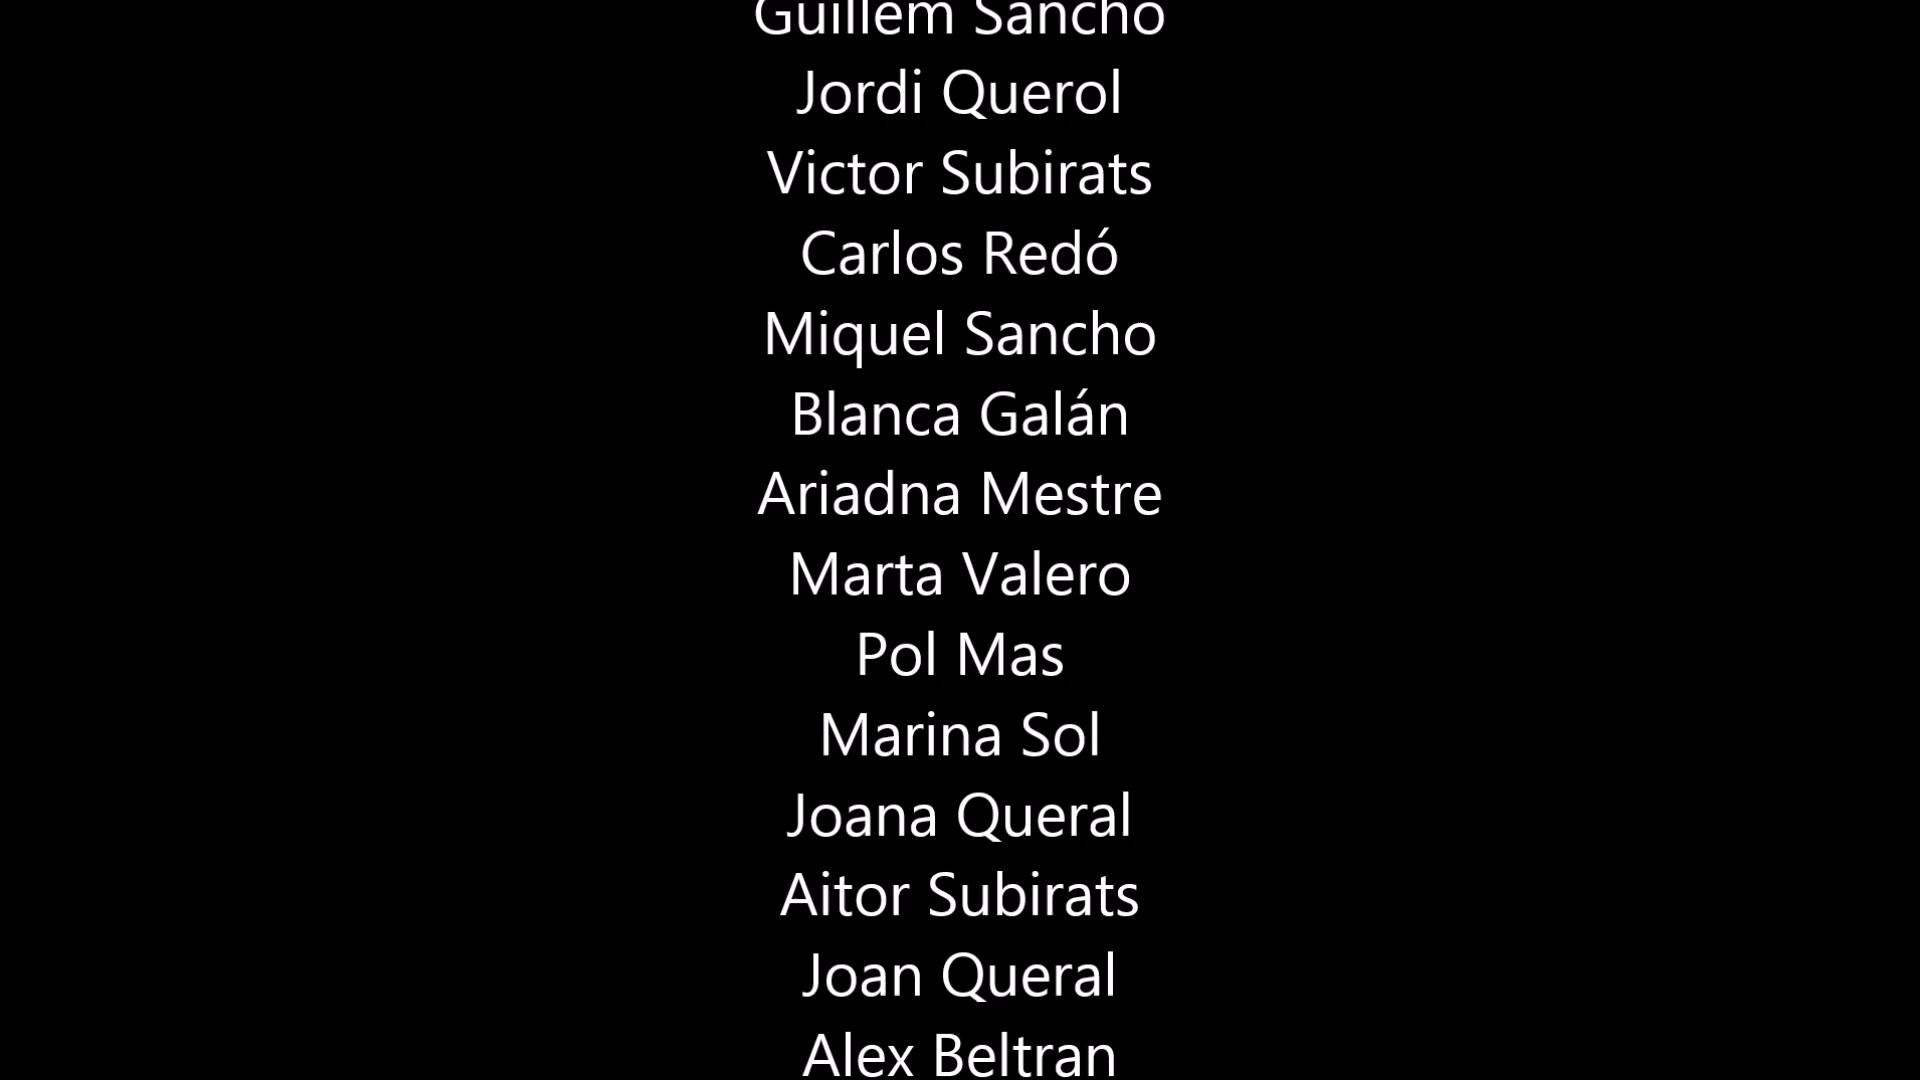 Guillem Sancho
Jordi Querol
Victor Subirats
Carlos Redó
Miquel Sancho
Blanca Galán
Ariadna Mestre
Marta Valero
Pol Mas
Marina Sol
Joana Queral
Aitor Subirats
Joan Queral
Alex Beltran